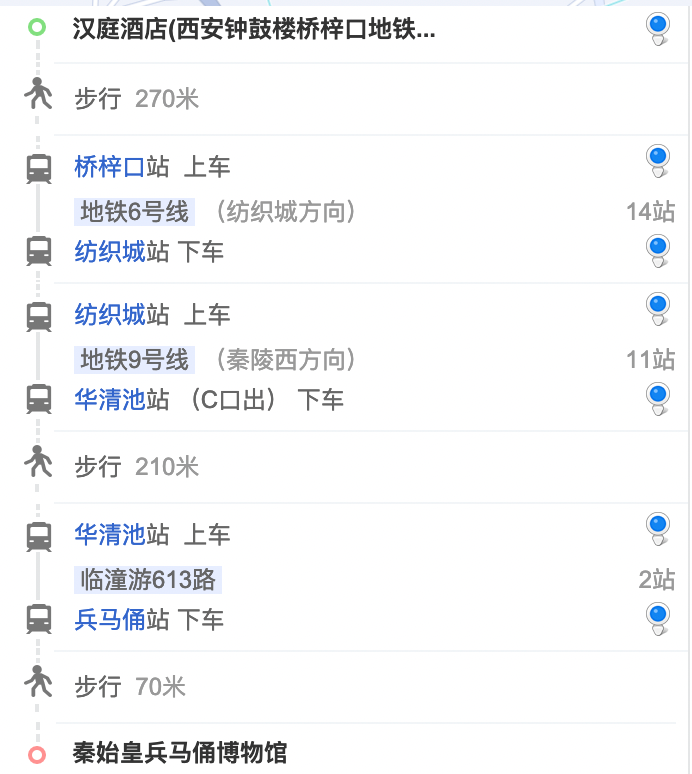 汉庭酒店(西安钟鼓楼桥梓口地铁...
步行 270米
桥梓口站 上车
地铁6号线 （纺织城方向） 14站
纺织城站 下车
纺织城站 上车
地铁9号线 （秦陵西方向） 11站
华清池站 （C口出） 下车
步行 210米
华清池站 上车
临潼游613路 2站
兵马俑站 下车
步行 70米
秦始皇兵马俑博物馆